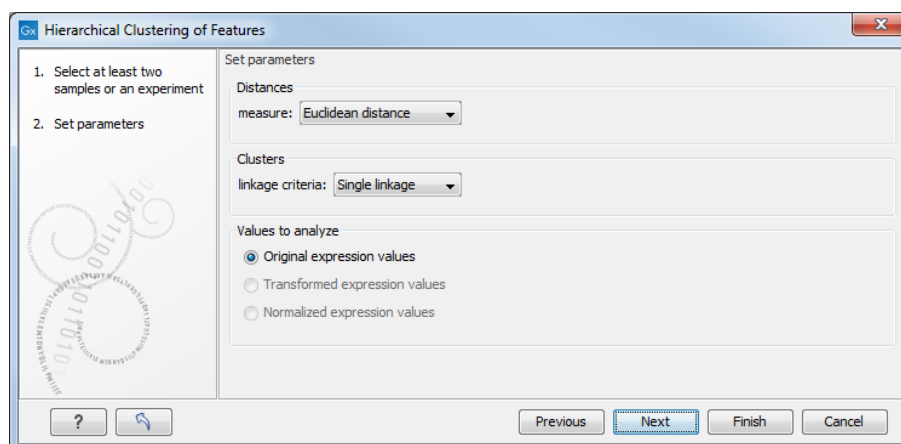 Gx Hierarchical Clustering of Features
1. Select at least two
samples or an experiment
2. Set parameters
Set parameters
Distances
measure: Euclidean distance
Clusters
linkage criteria: Single linkage
Values to analyze
Original expression values
Transformed expression values
Normalized expression values
? Previous Next Finish Cancel